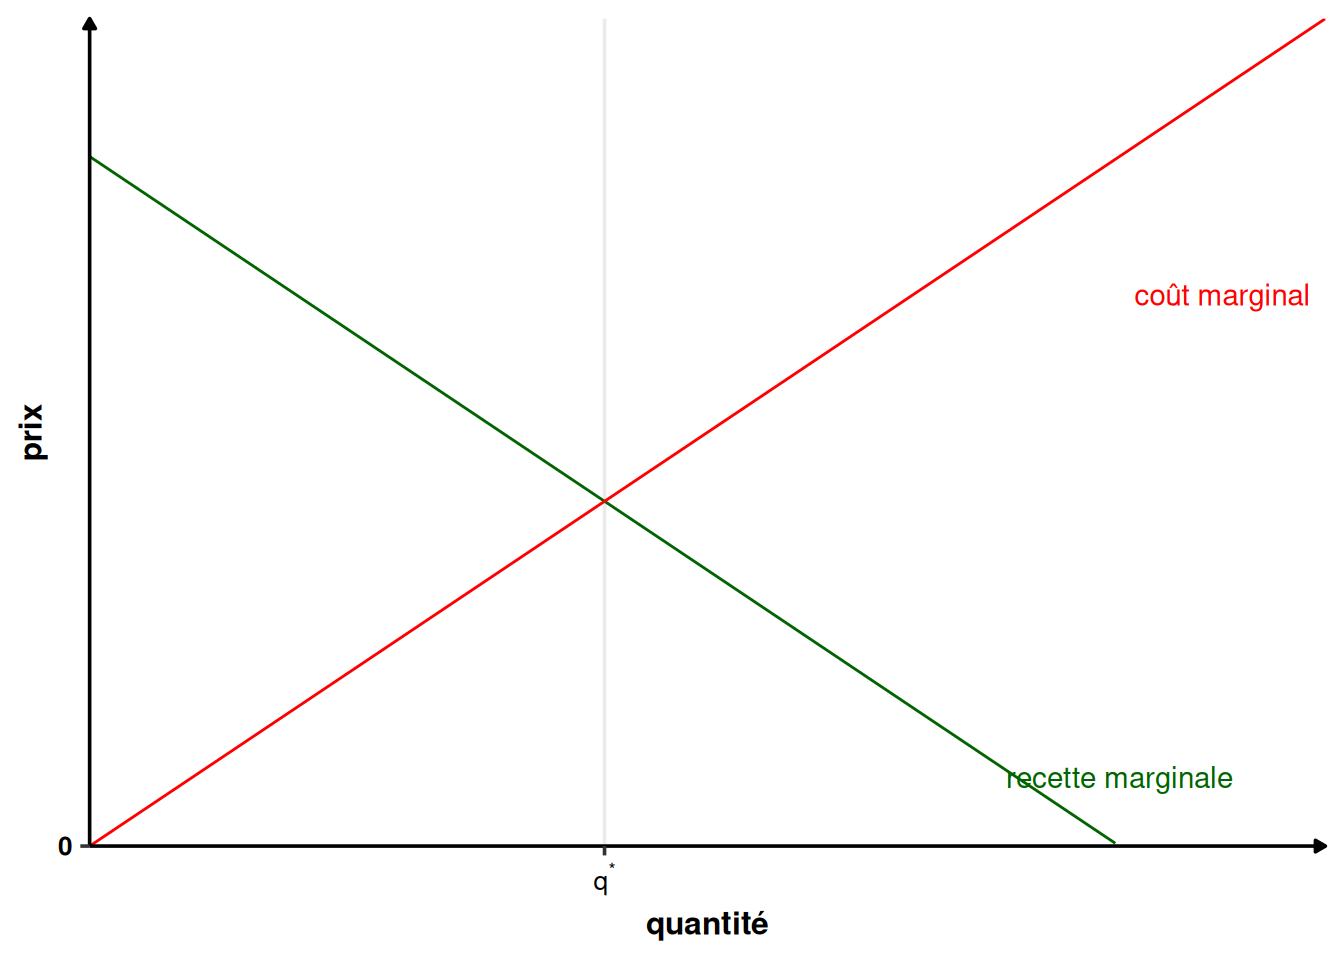 coût marginal
prix
recette marginale
0
q*
quantité